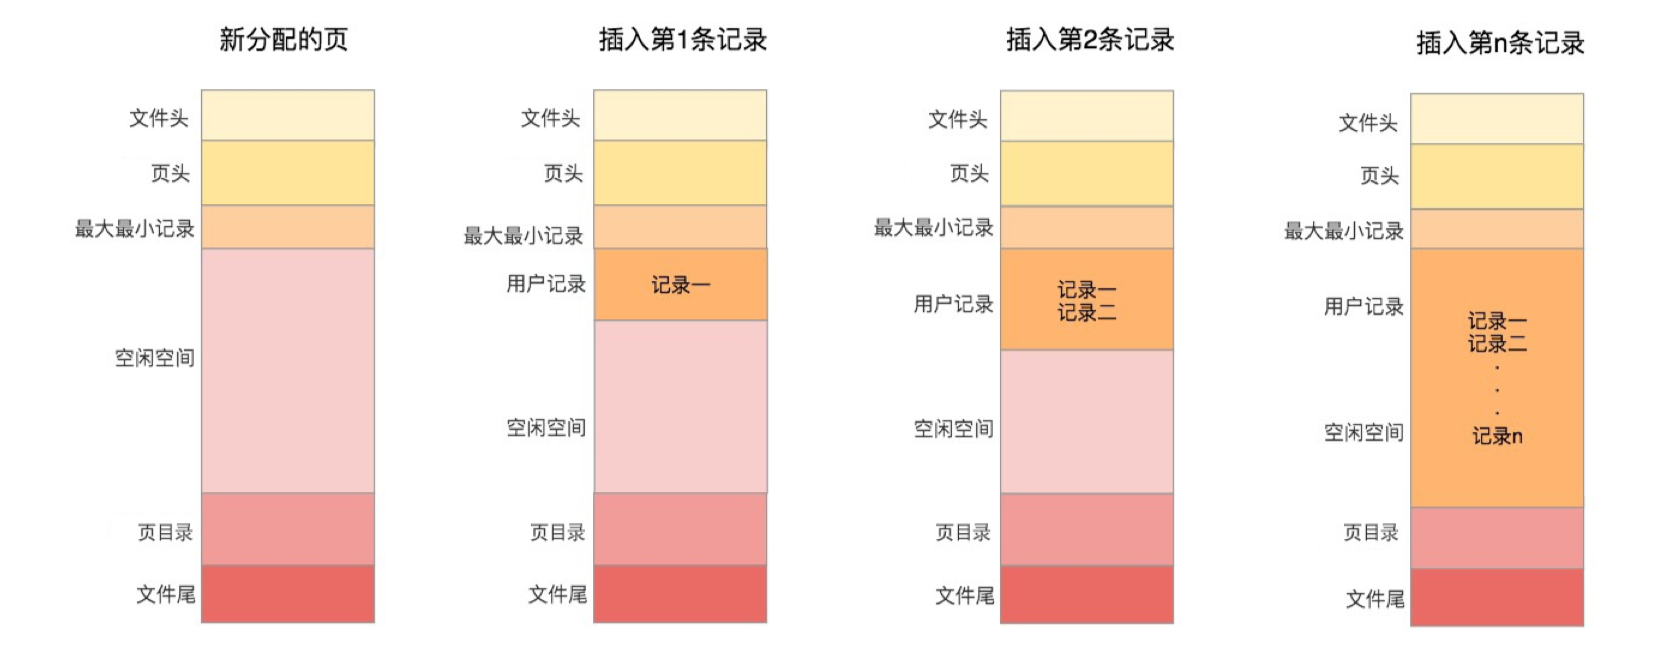 新分配的页
文件头
页头
最大最小记录
空闲空间
页目录
文件尾
插入第1条记录
文件头
页头
最大最小记录
用户记录
记录一
空闲空间
页目录
文件尾
插入第2条记录
文件头
页头
最大最小记录
用户记录
记录一
记录二
空闲空间
页目录
文件尾
插入第n条记录
文件头
页头
最大最小记录
用户记录
记录一
记录二
.
.
.
记录n
空闲空间
页目录
文件尾